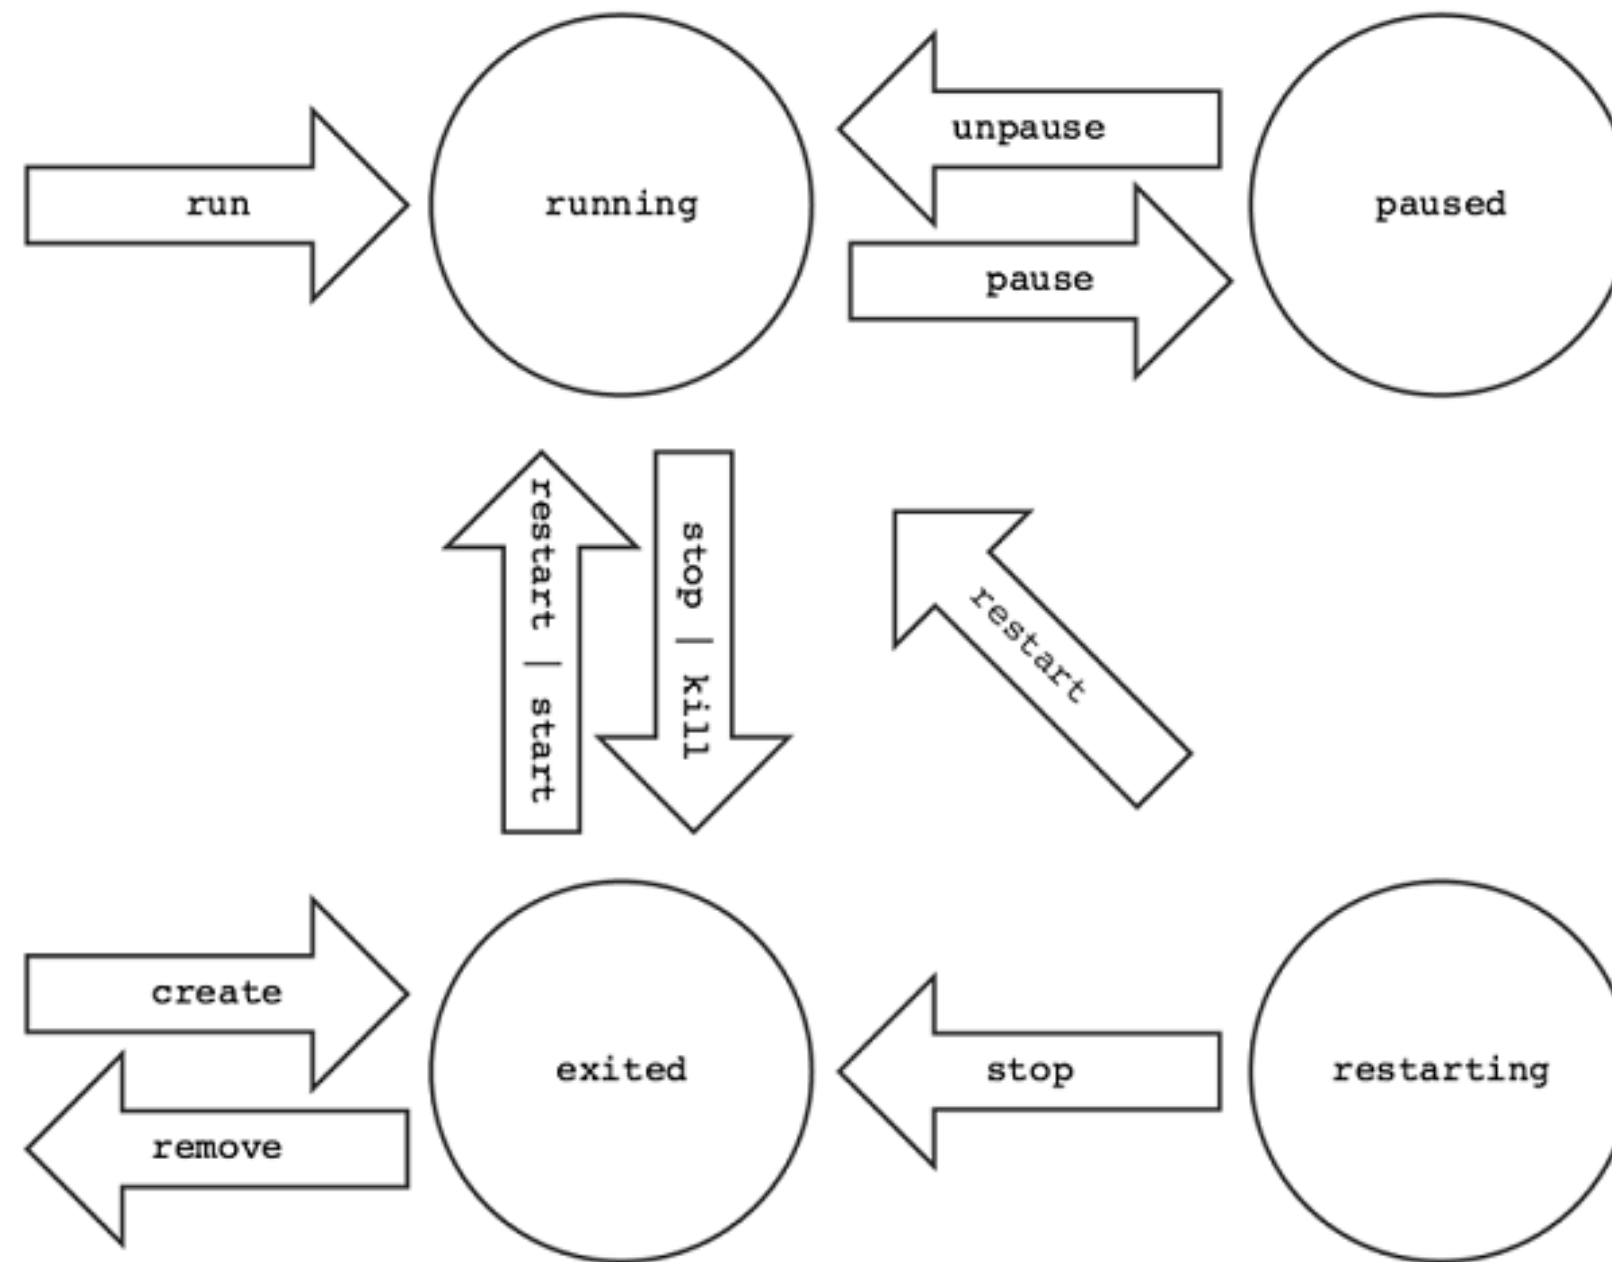 unpause
run
running
paused
pause
restart | start
stop | kill
restart
create
exited
stop
restarting
remove